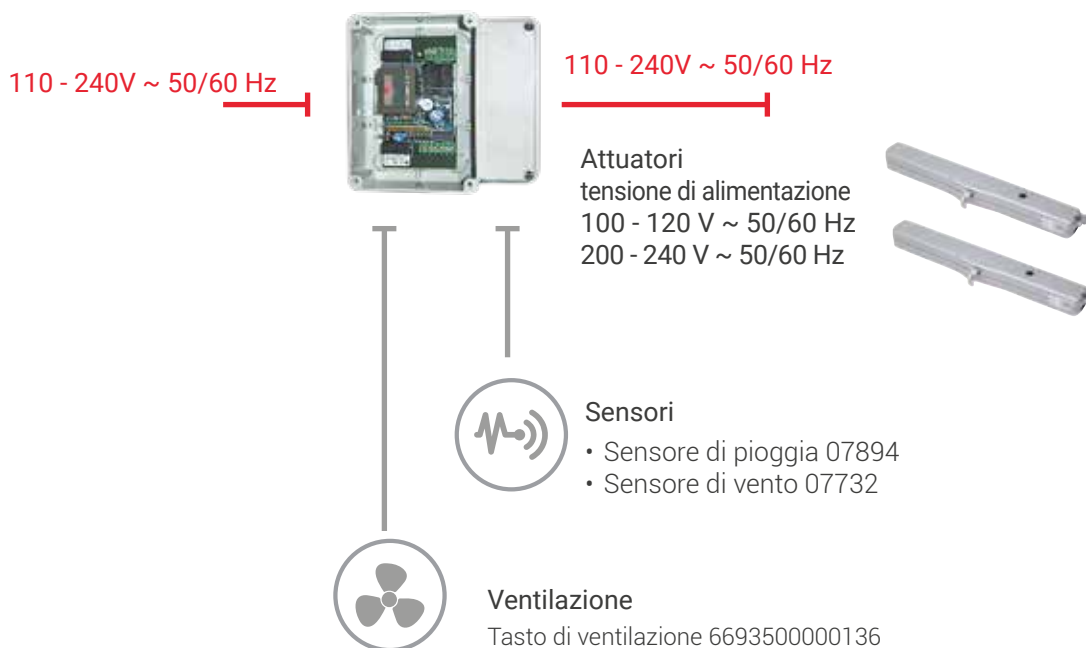 110 - 240V ~ 50/60 Hz
110 - 240V ~ 50/60 Hz
Attuatori
tensione di alimentazione
100 - 120 V ~ 50/60 Hz
200 - 240 V ~ 50/60 Hz
Sensori
• Sensore di pioggia 07894
• Sensore di vento 07732
Ventilazione
Tasto di ventilazione 6693500000136